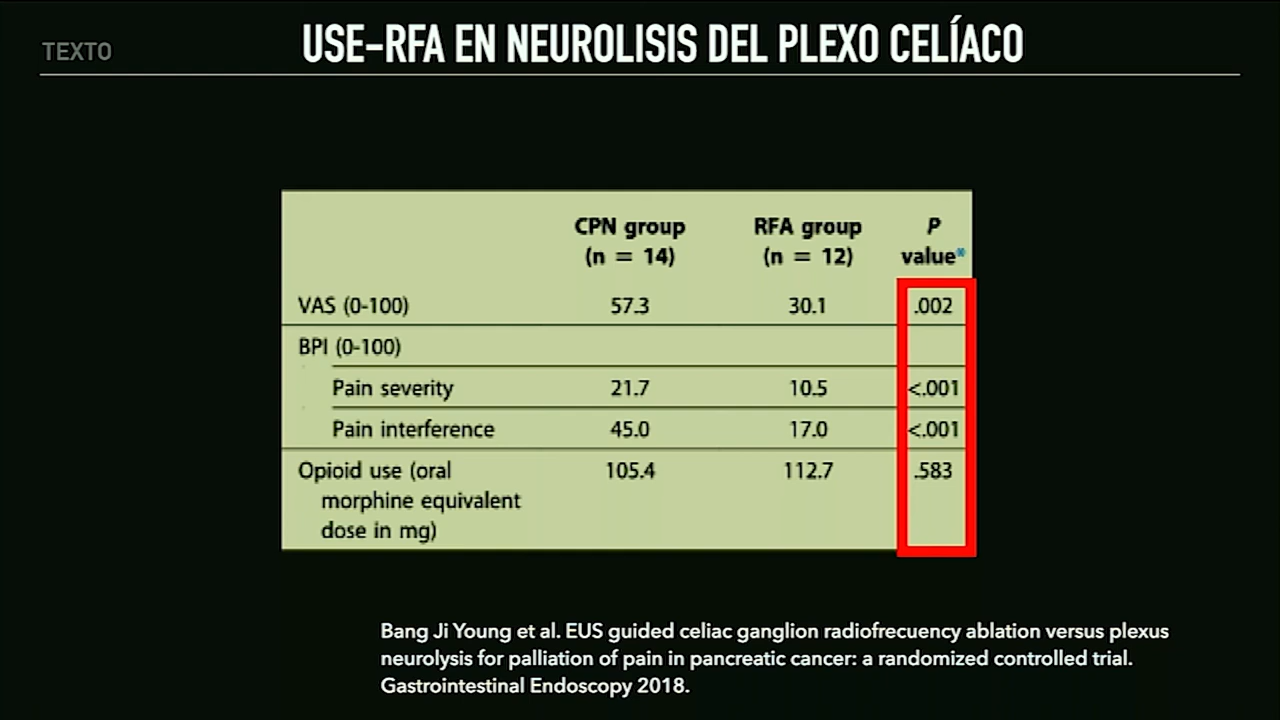 TEXTO
USE-RFA EN NEUROLISIS DEL PLEXO CELÍACO
CPN group (n = 14) RFA group (n = 12) P value*
VAS (0-100) 57.3 30.1 .002
BPI (0-100)
Pain severity 21.7 10.5 <.001
Pain interference 45.0 17.0 <.001
Opioid use (oral morphine equivalent dose in mg) 105.4 112.7 .583
Bang Ji Young et al. EUS guided celiac ganglion radiofrecuency ablation versus plexus
neurolysis for palliation of pain in pancreatic cancer: a randomized controlled trial.
Gastrointestinal Endoscopy 2018.